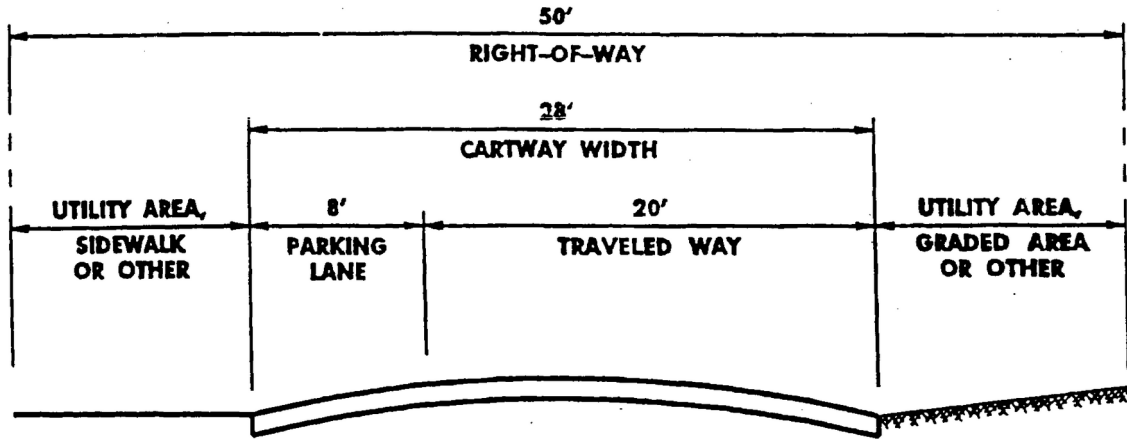 50'
RIGHT-OF-WAY
28'
CARTWAY WIDTH
UTILITY AREA,
SIDEWALK
OR OTHER
8'
PARKING
LANE
20'
TRAVELED WAY
UTILITY AREA,
GRADED AREA
OR OTHER